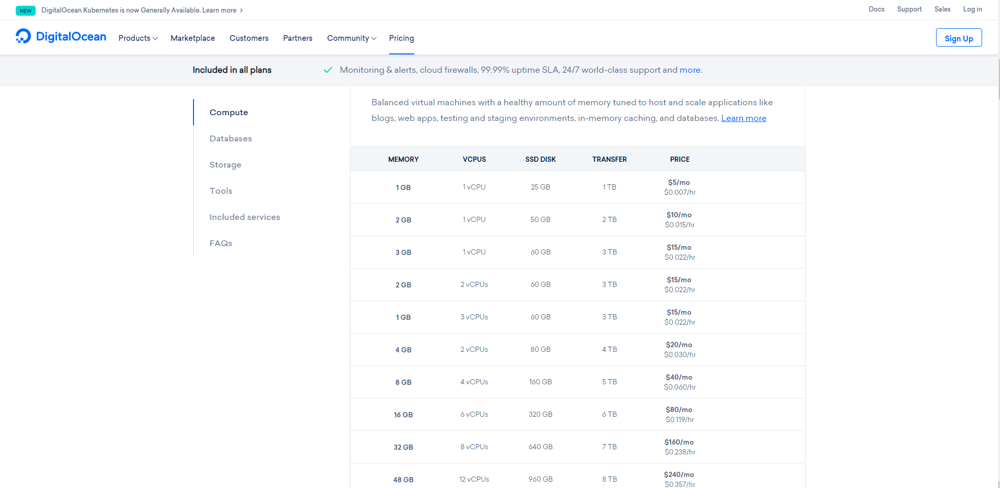 NEW DigitalOcean Kubernetes is now Generally Available. Learn more >
Docs Support Sales Log in
DigitalOcean Products Marketplace Customers Partners Community Pricing Sign Up
Included in all plans Monitoring & alerts, cloud firewalls, 99.99% uptime SLA, 24/7 world-class support and more.
Compute
Databases
Storage
Tools
Included services
FAQs
Balanced virtual machines with a healthy amount of memory tuned to host and scale applications like
blogs, web apps, testing and staging environments, in-memory caching, and databases. Learn more
MEMORY VCPUS SSD DISK TRANSFER PRICE
1 GB 1 vCPU 25 GB 1 TB $5/mo
$0.007/hr
2 GB 1 vCPU 50 GB 2 TB $10/mo
$0.015/hr
3 GB 1 vCPU 60 GB 3 TB $15/mo
$0.022/hr
2 GB 2 vCPUs 60 GB 3 TB $15/mo
$0.022/hr
1 GB 3 vCPUs 60 GB 3 TB $15/mo
$0.022/hr
4 GB 2 vCPUs 80 GB 4 TB $20/mo
$0.030/hr
8 GB 4 vCPUs 160 GB 5 TB $40/mo
$0.060/hr
16 GB 6 vCPUs 320 GB 6 TB $80/mo
$0.119/hr
32 GB 8 vCPUs 640 GB 7 TB $160/mo
$0.238/hr
48 GB 12 vCPUs 960 GB 8 TB $240/mo
$0.357/hr